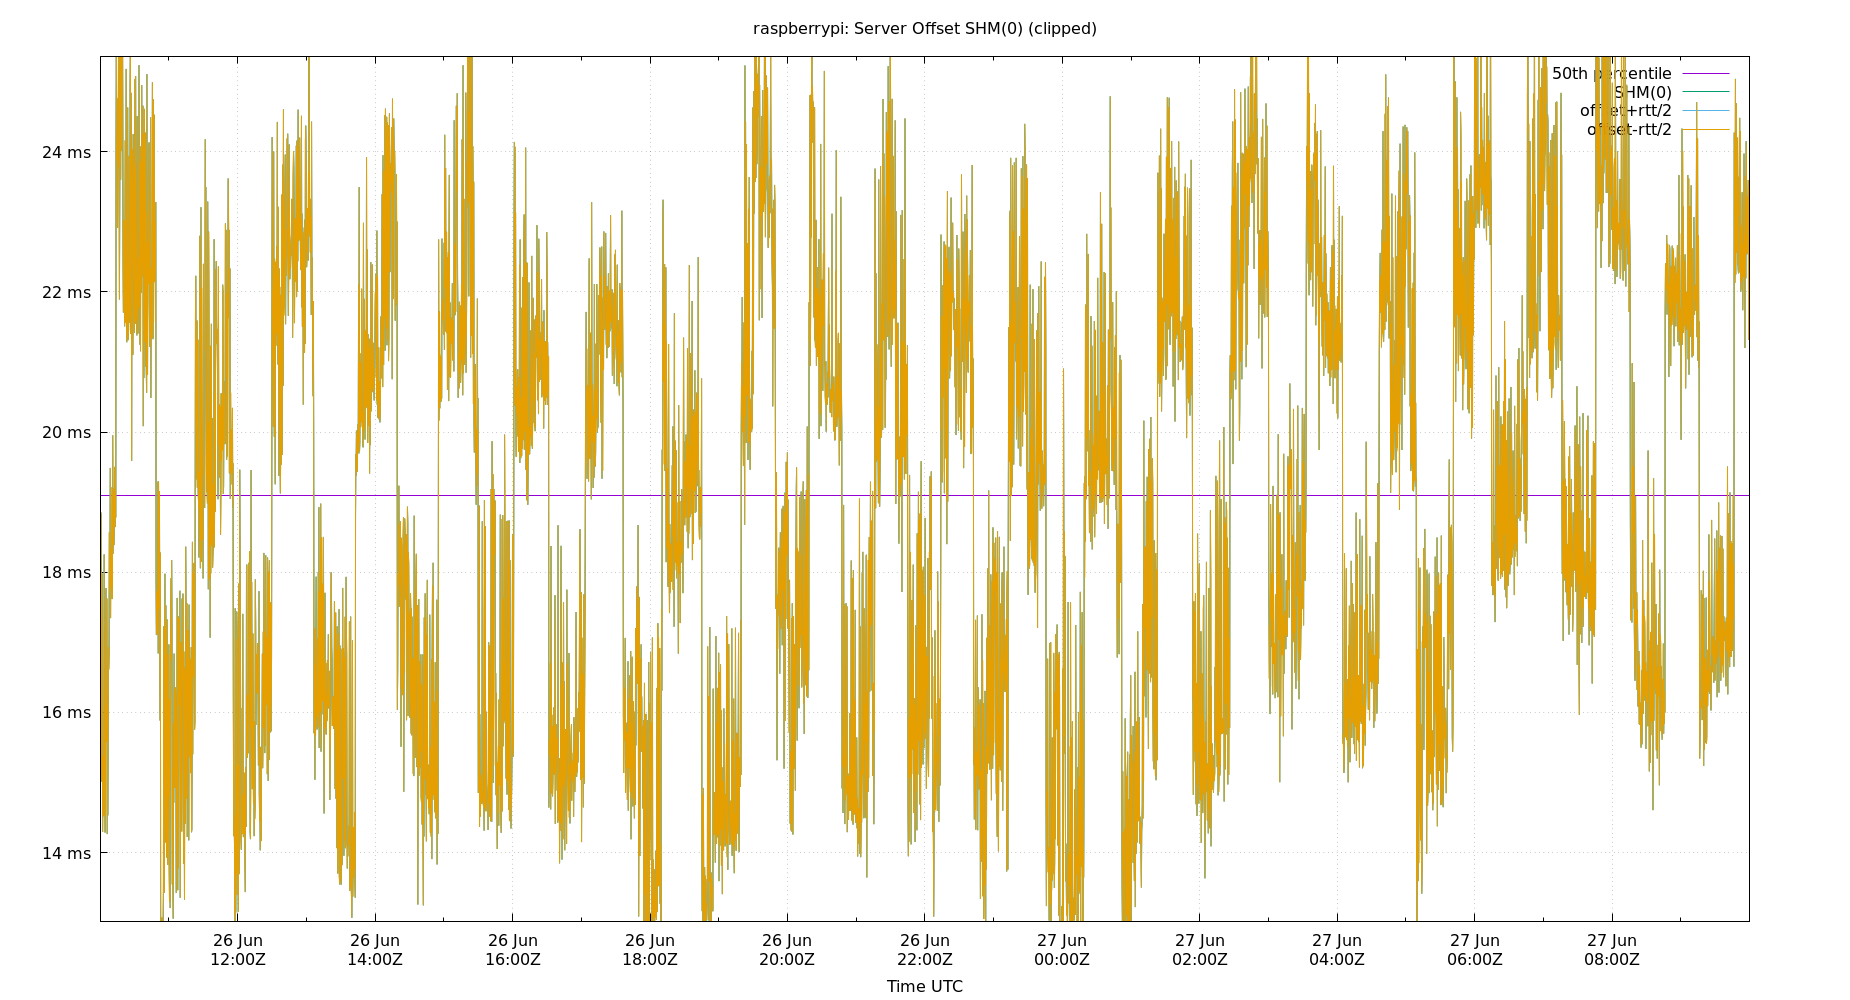 raspberrypi: Server Offset SHM(0) (clipped)
50th percentile
SHM(0)
offset+rtt/2
offset-rtt/2
24 ms
22 ms
20 ms
18 ms
16 ms
14 ms
26 Jun 12:00Z
26 Jun 14:00Z
26 Jun 16:00Z
26 Jun 18:00Z
26 Jun 20:00Z
26 Jun 22:00Z
27 Jun 00:00Z
27 Jun 02:00Z
27 Jun 04:00Z
27 Jun 06:00Z
27 Jun 08:00Z
Time UTC